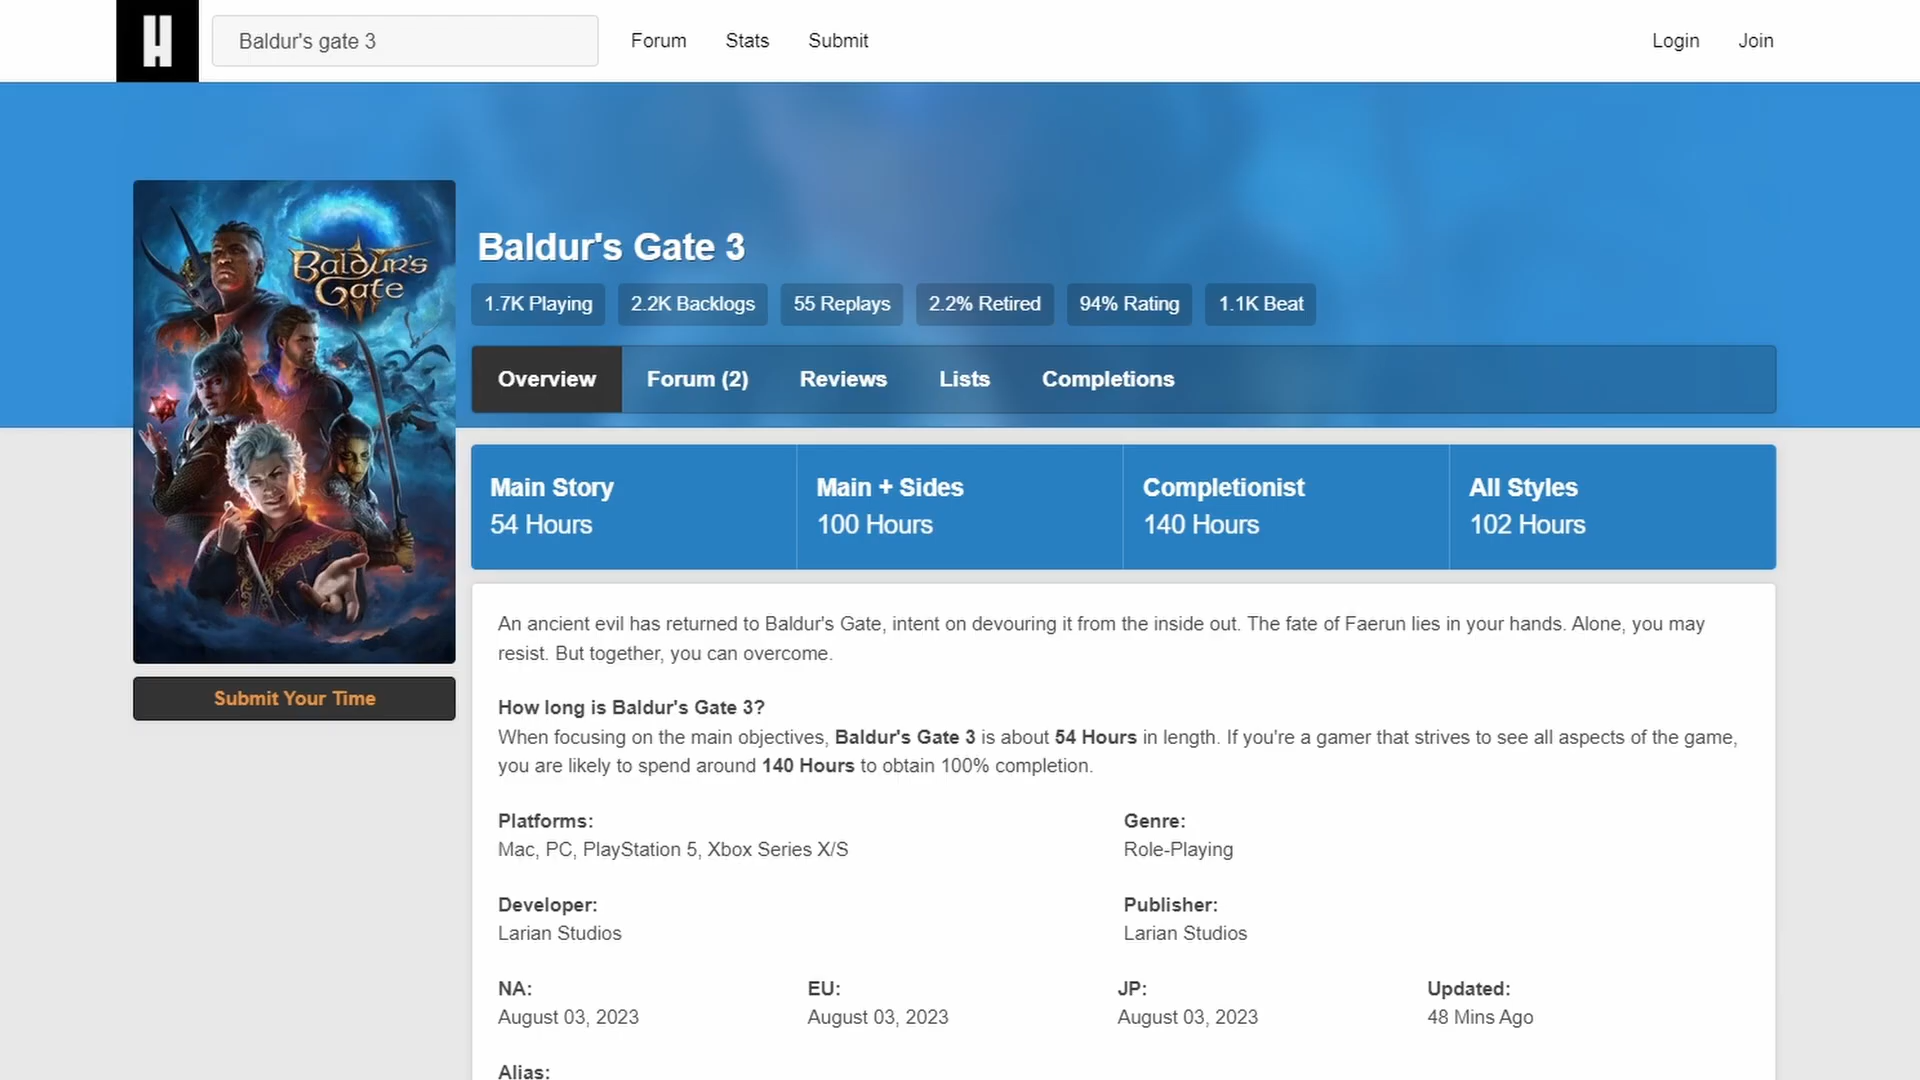 H
Baldur's gate 3
Forum
Stats
Submit
Login
Join
Baldur's
Gate
Baldur's Gate 3
1.7K Playing
2.2K Backlogs
55 Replays
2.2% Retired
94% Rating
1.1K Beat
Overview
Forum (2)
Reviews
Lists
Completions
Main Story
54 Hours
Main + Sides
100 Hours
Completionist
140 Hours
All Styles
102 Hours
Submit Your Time
An ancient evil has returned to Baldur's Gate, intent on devouring it from the inside out. The fate of Faerun lies in your hands. Alone, you may
resist. But together, you can overcome.
How long is Baldur's Gate 3?
When focusing on the main objectives, Baldur's Gate 3 is about 54 Hours in length. If you're a gamer that strives to see all aspects of the game,
you are likely to spend around 140 Hours to obtain 100% completion.
Platforms:
Mac, PC, PlayStation 5, Xbox Series X/S
Genre:
Role-Playing
Developer:
Larian Studios
Publisher:
Larian Studios
NA:
August 03, 2023
EU:
August 03, 2023
JP:
August 03, 2023
Updated:
48 Mins Ago
Alias: